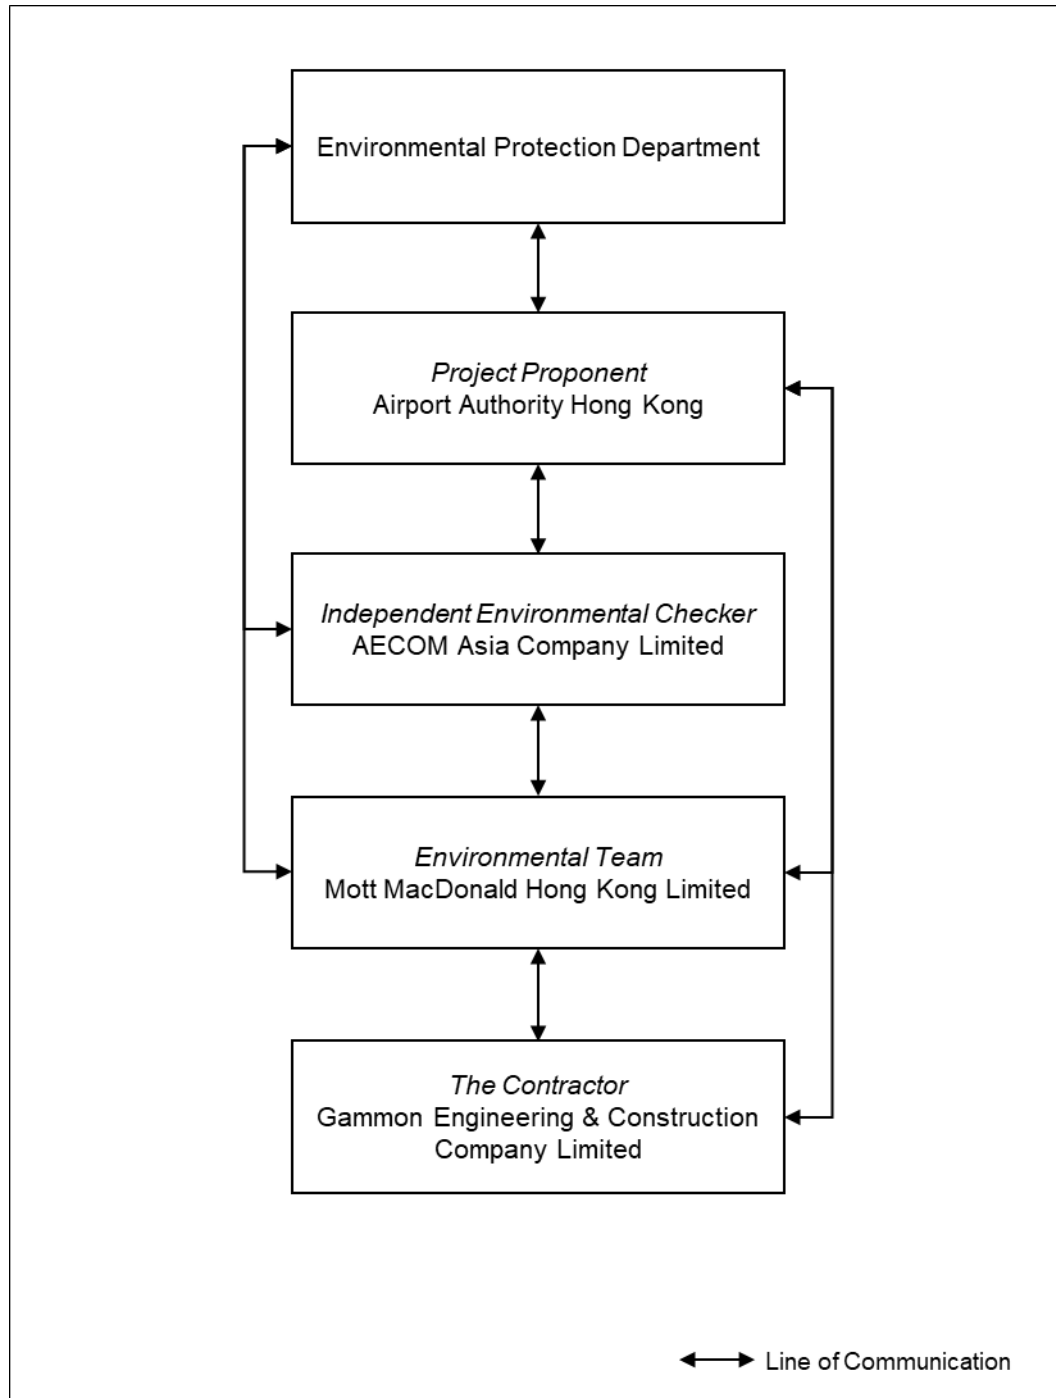 Environmental Protection Department
Project Proponent
Airport Authority Hong Kong
Independent Environmental Checker
AECOM Asia Company Limited
Environmental Team
Mott MacDonald Hong Kong Limited
The Contractor
Gammon Engineering & Construction
Company Limited
Line of Communication